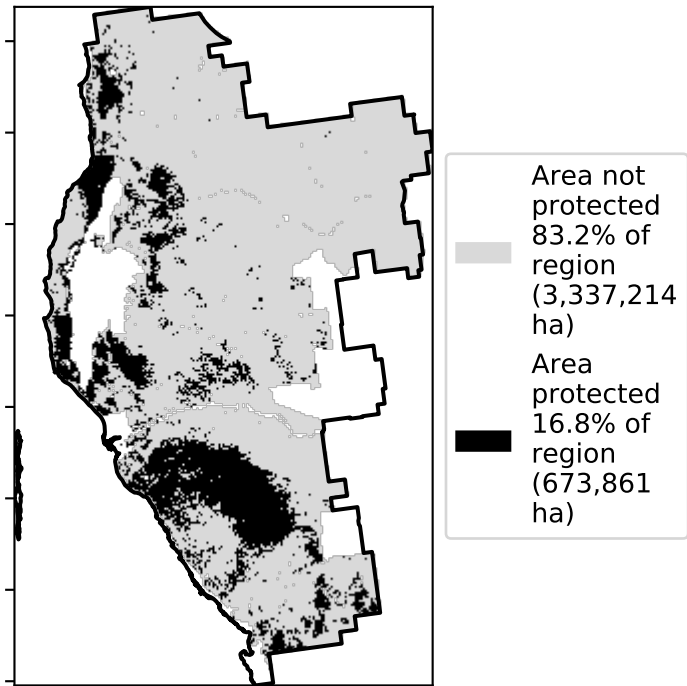 Area not
protected
83.2% of
region
(3,337,214
ha)
Area
protected
16.8% of
region
(673,861
ha)